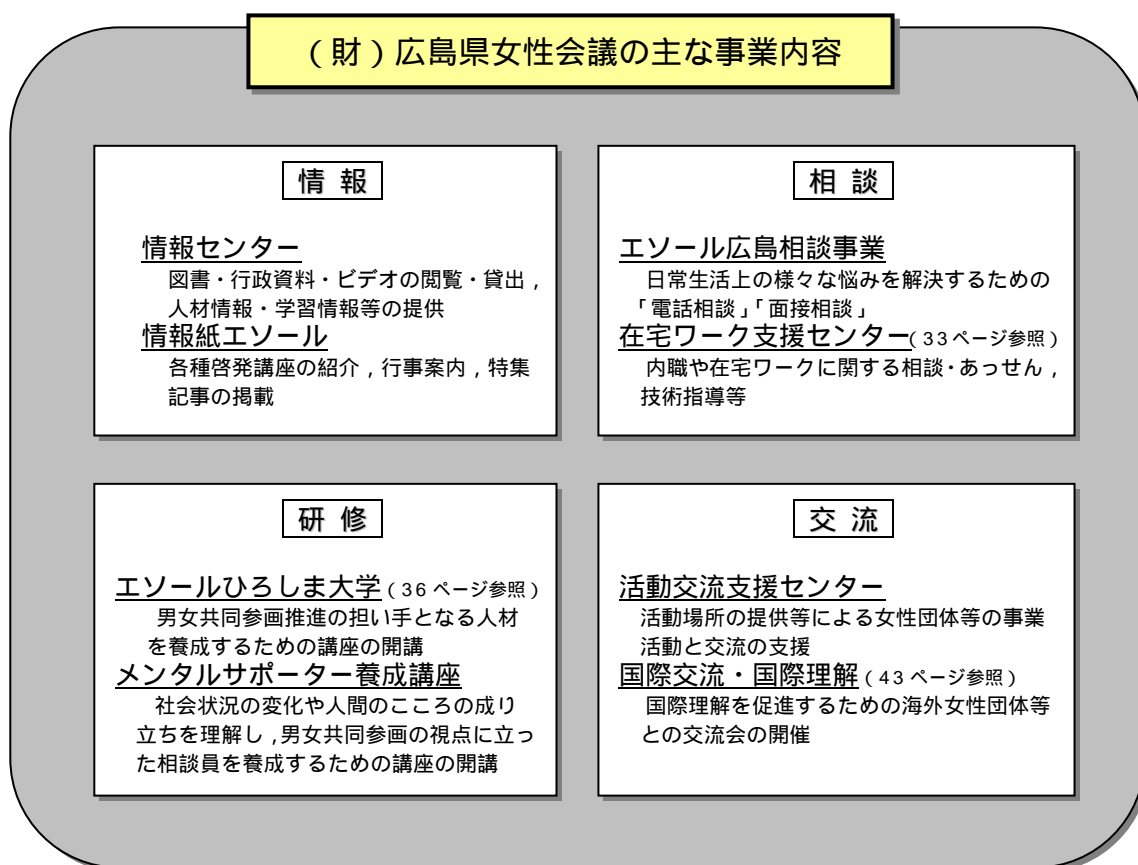 （財）広島県女性会議の主な事業内容
情 報
情報センター
図書・行政資料・ビデオの閲覧・貸出，
人材情報・学習情報等の提供
情報紙エソール
各種啓発講座の紹介，行事案内，特集
記事の掲載
相 談
エソール広島相談事業
日常生活上の様々な悩みを解決するための
「電話相談」「面接相談」
在宅ワーク支援センター（33ページ参照）
内職や在宅ワークに関する相談・あっせん，
技術指導等
研 修
エソールひろしま大学（36ページ参照）
男女共同参画推進の担い手となる人材
を養成するための講座の開講
メンタルサポーター養成講座
社会状況の変化や人間のこころの成り
立ちを理解し，男女共同参画の視点に立っ
た相談員を養成するための講座の開講
交 流
活動交流支援センター
活動場所の提供等による女性団体等の事業
活動と交流の支援
国際交流・国際理解（43ページ参照）
国際理解を促進するための海外女性団体等
との交流会の開催